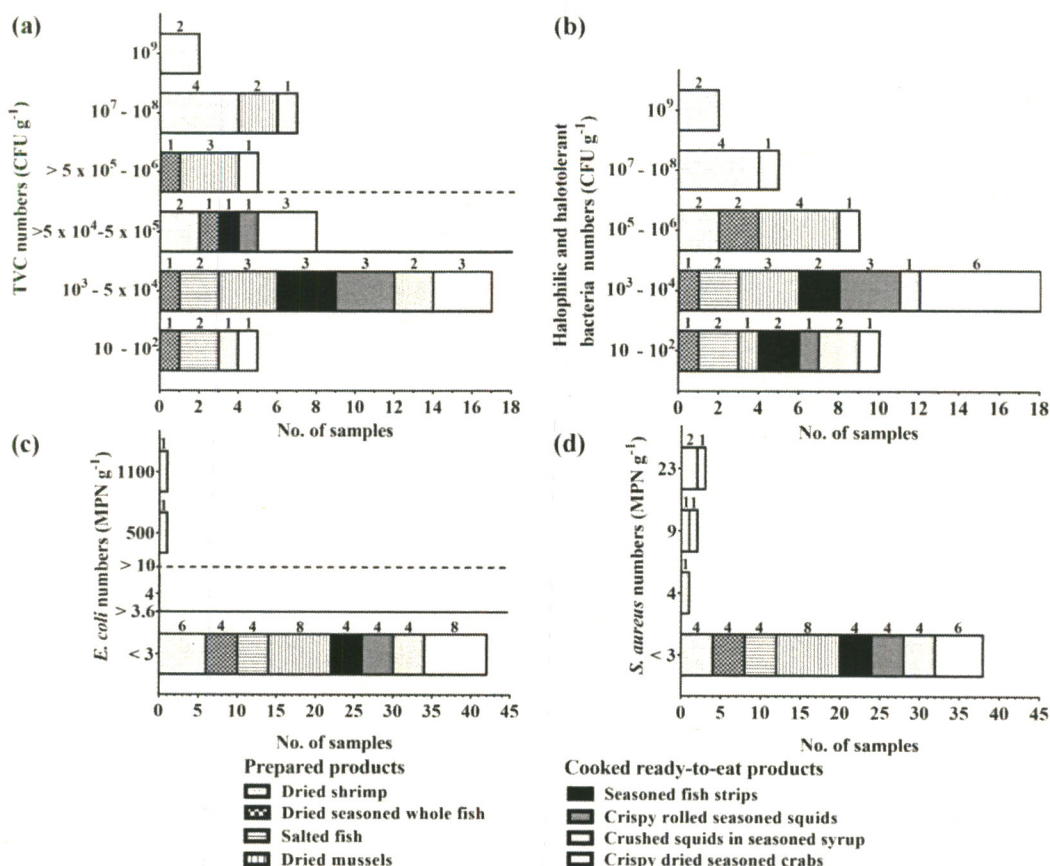 (a)
TVC numbers (CFU g⁻¹)
2
10⁹
4 2 1
10⁷ - 10⁸
1 3 1
> 5 x 10⁵ - 10⁶
2 1 1 1 3
>5 x 10⁴-5 x 10⁵
1 2 3 3 3 2 3
10³ - 5 x 10⁴
1 2 1 1
10 - 10²
0 2 4 6 8 10 12 14 16 18
No. of samples
(b)
Halophilic and halotolerant
bacteria numbers (CFU g⁻¹)
2
10⁹
4 1
10⁷ - 10⁸
2 2 4 1
10⁵ - 10⁶
1 2 3 2 3 1 6
10³ - 10⁴
1 2 1 2 1 2 1
10 - 10²
0 2 4 6 8 10 12 14 16 18
No. of samples
(c)
E. coli numbers (MPN g⁻¹)
1
1100
1
500
> 10
4
> 3.6
6 4 4 8 4 4 4 8
< 3
0 5 10 15 20 25 30 35 40 45
No. of samples
(d)
S. aureus numbers (MPN g⁻¹)
2 1
23
1 1
9
1
4
4 4 4 8 4 4 4 6
< 3
0 5 10 15 20 25 30 35 40 45
No. of samples
Prepared products
Dried shrimp
Dried seasoned whole fish
Salted fish
Dried mussels
Cooked ready-to-eat products
Seasoned fish strips
Crispy rolled seasoned squids
Crushed squids in seasoned syrup
Crispy dried seasoned crabs